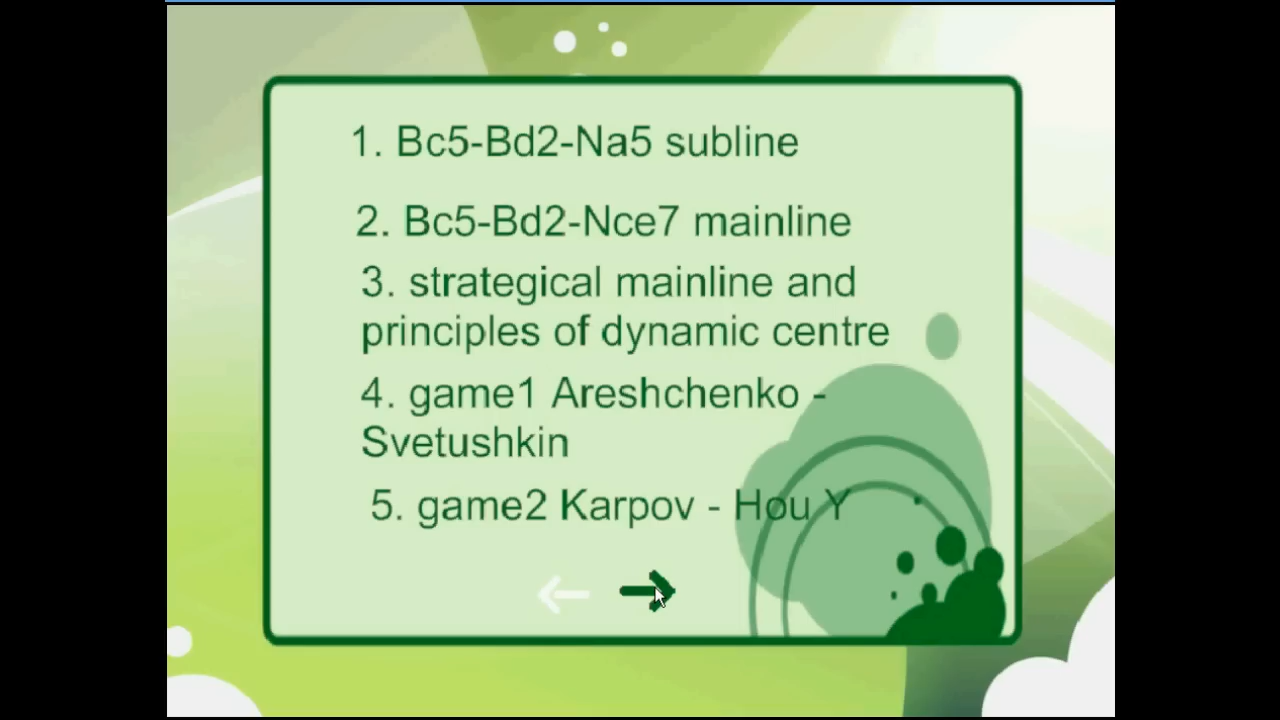 1. Bc5-Bd2-Na5 subline
2. Bc5-Bd2-Nce7 mainline
3. strategical mainline and
principles of dynamic centre
4. game1 Areshchenko -
Svetushkin
5. game2 Karpov - Hou Y